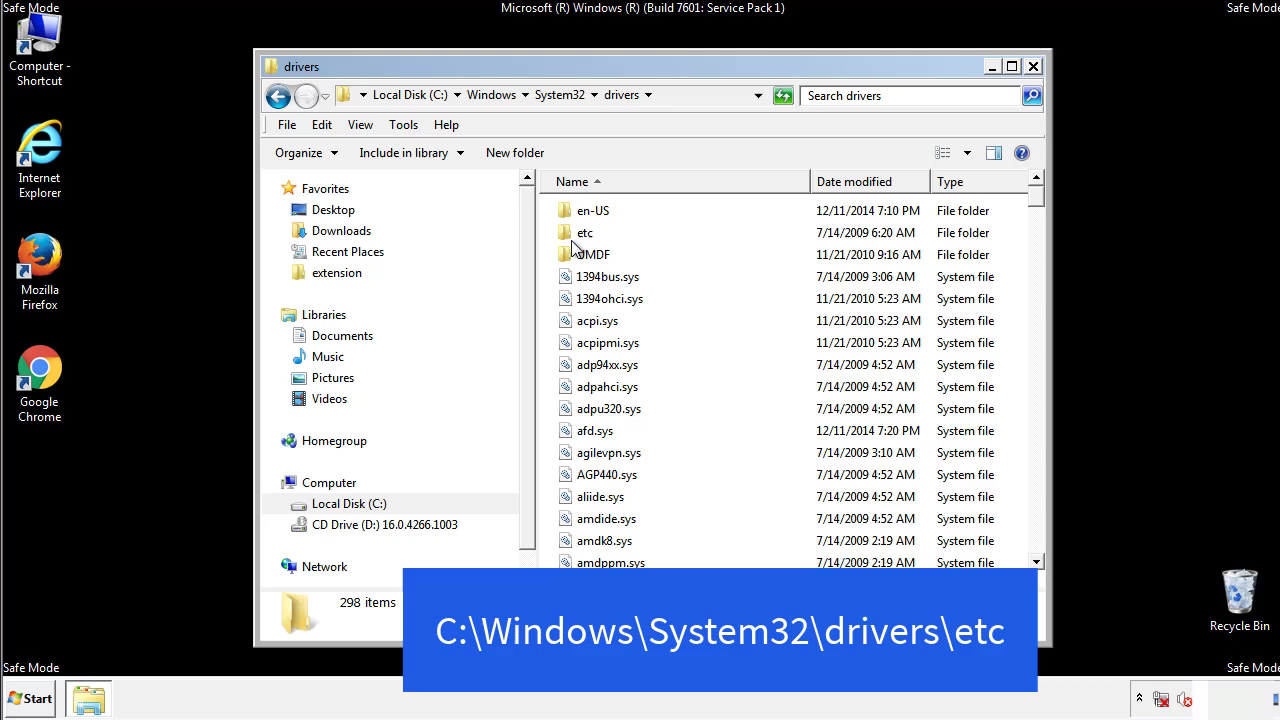 Safe Mode
Microsoft (R) Windows (R) (Build 7601: Service Pack 1)
Safe Mode
Computer -
Shortcut
Internet
Explorer
Mozilla
Firefox
Google
Chrome
drivers
Local Disk (C:) Windows System32 drivers
Search drivers
File Edit View Tools Help
Organize Include in library New folder
Favorites
Desktop
Downloads
Recent Places
extension
Libraries
Documents
Music
Pictures
Videos
Homegroup
Computer
Local Disk (C:)
CD Drive (D:) 16.0.4266.1003
Network
Name Date modified Type
en-US 12/11/2014 7:10 PM File folder
etc 7/14/2009 6:20 AM File folder
UMDF 11/21/2010 9:16 AM File folder
1394bus.sys 7/14/2009 3:06 AM System file
1394ohci.sys 11/21/2010 5:23 AM System file
acpi.sys 11/21/2010 5:23 AM System file
acpipmi.sys 11/21/2010 5:23 AM System file
adp94xx.sys 7/14/2009 4:52 AM System file
adpahci.sys 7/14/2009 4:52 AM System file
adpu320.sys 7/14/2009 4:52 AM System file
afd.sys 12/11/2014 7:20 PM System file
agilevpn.sys 7/14/2009 3:10 AM System file
AGP440.sys 7/14/2009 4:52 AM System file
aliide.sys 7/14/2009 4:52 AM System file
amdide.sys 7/14/2009 4:52 AM System file
amdk8.sys 7/14/2009 2:19 AM System file
amdppm.sys 7/14/2009 2:19 AM System file
298 items
C:\Windows\System32\drivers\etc
Recycle Bin
Safe Mode
Safe Mode
Start